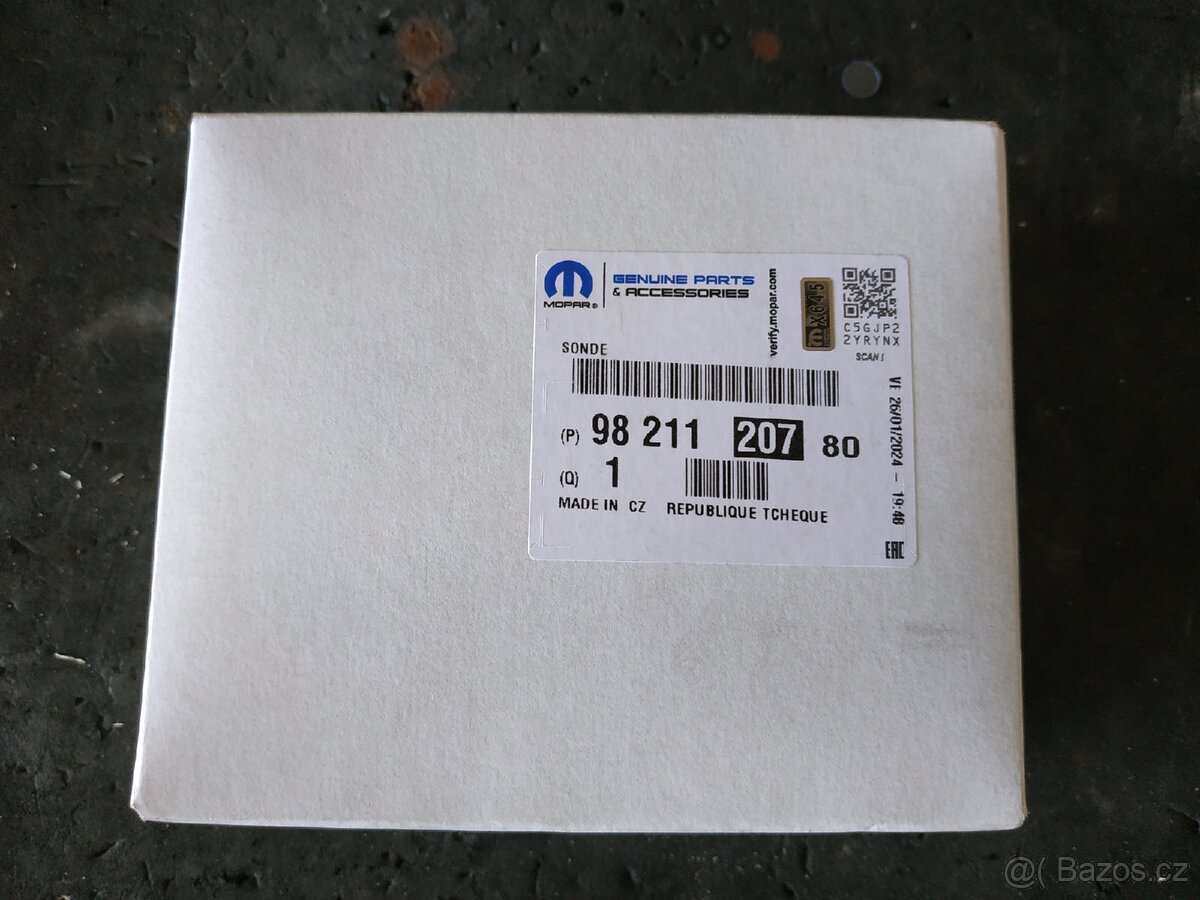 MOPAR®
GENUINE PARTS
& ACCESSORIES
verify.mopar.com
X645
C5GJP2
2YRYNX
SCAN!
SONDE
(P) 98 211 207 80
(Q) 1
MADE IN CZ REPUBLIQUE TCHEQUE
VI 26/01/2024 - 19:48
EAC
@( Bazos.cz